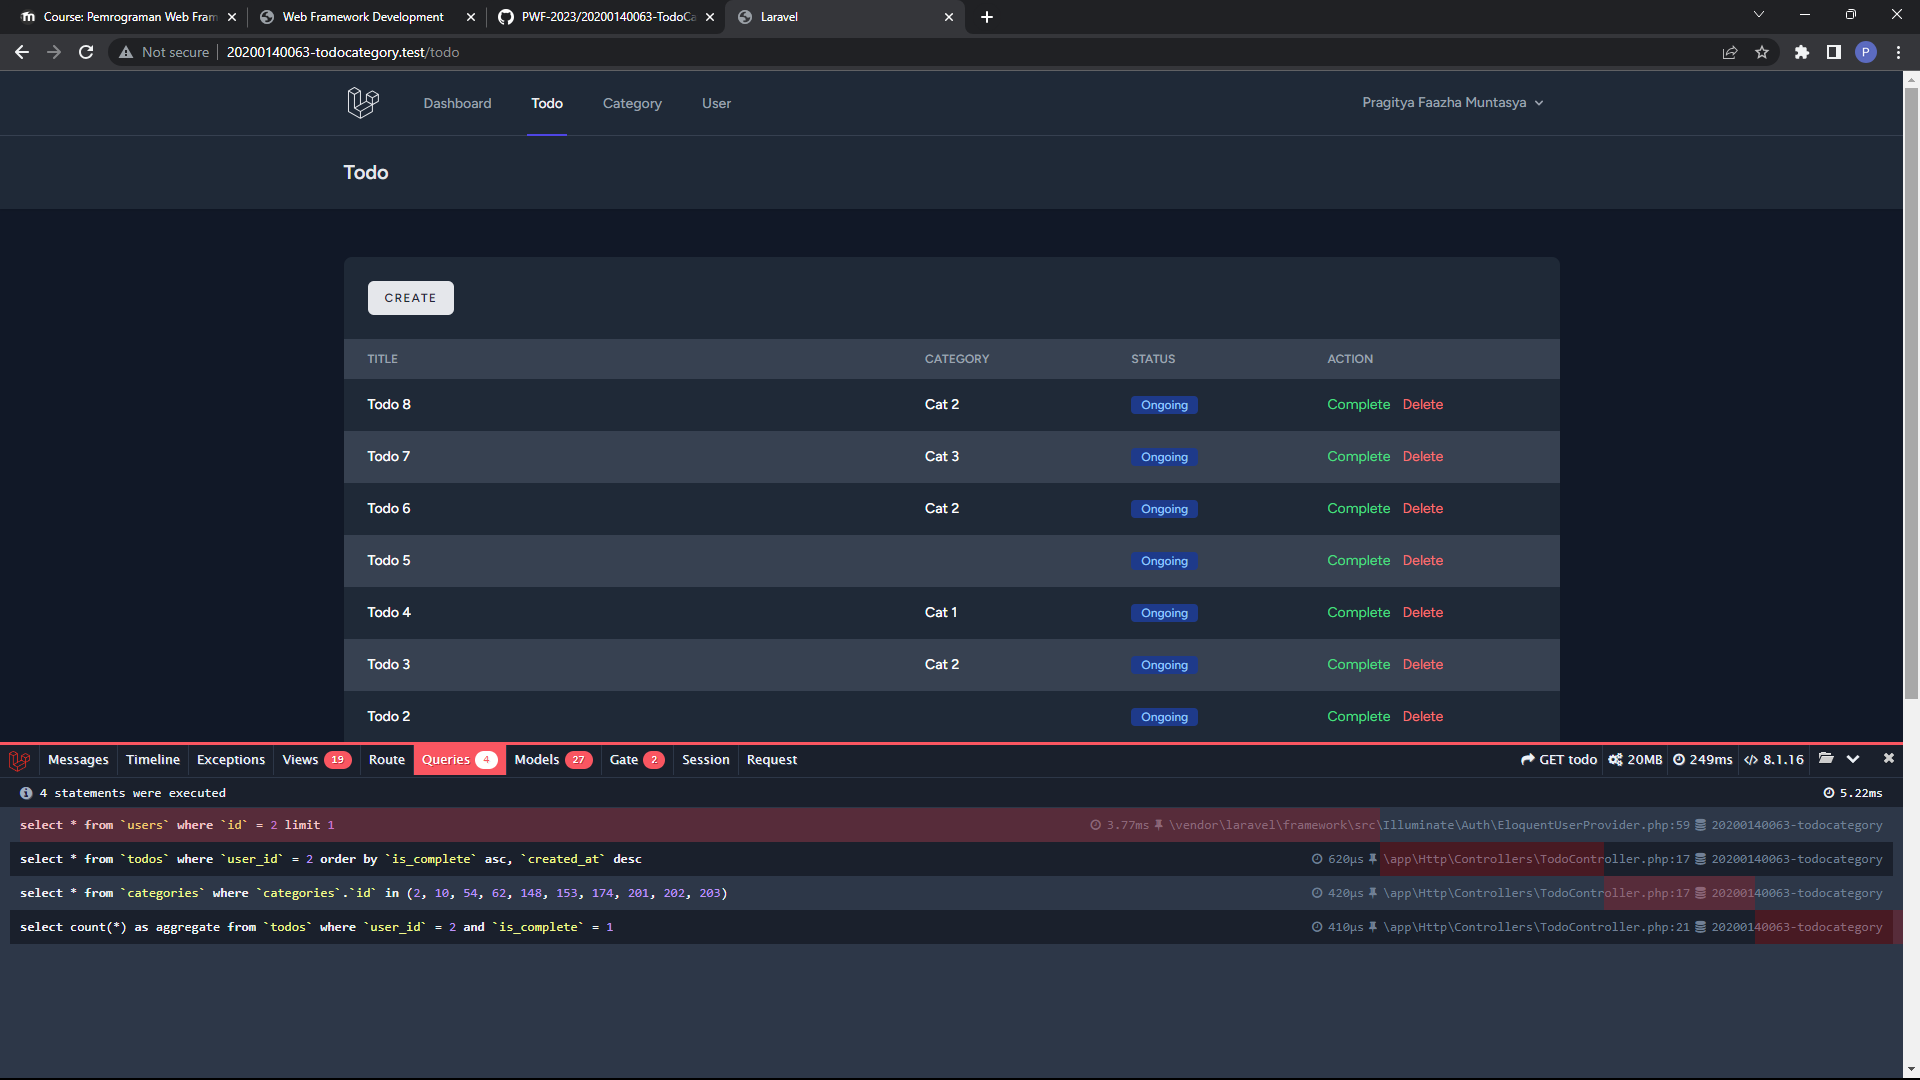 Course: Pemrograman Web Fram
Web Framework Development
PWF-2023/20200140063-TodoCa
Laravel
Not secure 20200140063-todocategory.test/todo
P
Dashboard Todo Category User Pragitya Faazha Muntasya
Todo
CREATE
TITLE CATEGORY STATUS ACTION
Todo 8 Cat 2 Ongoing Complete Delete
Todo 7 Cat 3 Ongoing Complete Delete
Todo 6 Cat 2 Ongoing Complete Delete
Todo 5 Ongoing Complete Delete
Todo 4 Cat 1 Ongoing Complete Delete
Todo 3 Cat 2 Ongoing Complete Delete
Todo 2 Ongoing Complete Delete
Messages Timeline Exceptions Views 19 Route Queries 4 Models 27 Gate 2 Session Request GET todo 20MB 249ms 8.1.16
4 statements were executed 5.22ms
select * from `users` where `id` = 2 limit 1 3.77ms \vendor\laravel\framework\src\Illuminate\Auth\EloquentUserProvider.php:59 20200140063-todocategory
select * from `todos` where `user_id` = 2 order by `is_complete` asc, `created_at` desc 620μs \app\Http\Controllers\TodoController.php:17 20200140063-todocategory
select * from `categories` where `categories`.`id` in (2, 10, 54, 62, 148, 153, 174, 201, 202, 203) 420μs \app\Http\Controllers\TodoController.php:17 20200140063-todocategory
select count(*) as aggregate from `todos` where `user_id` = 2 and `is_complete` = 1 410μs \app\Http\Controllers\TodoController.php:21 20200140063-todocategory